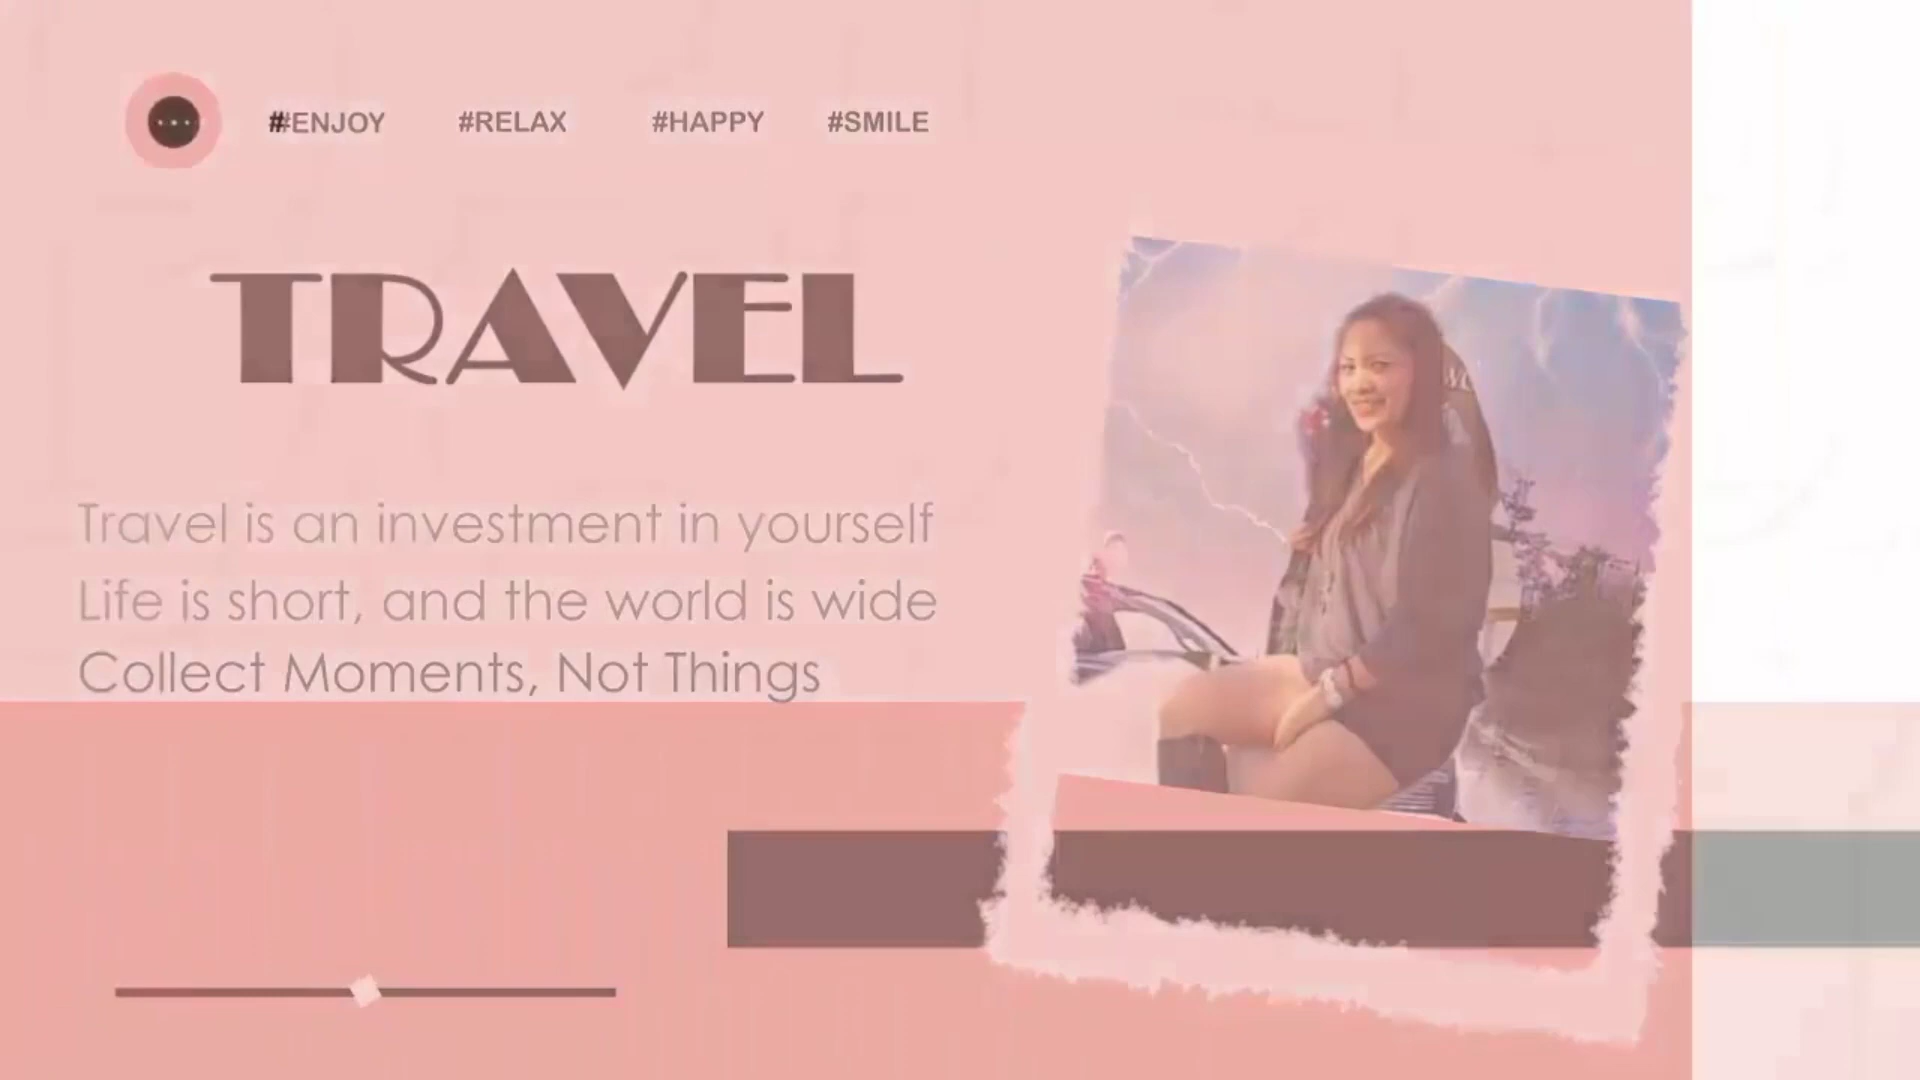 #ENJOY #RELAX #HAPPY #SMILE
TRAVEL
Travel is an investment in yourself
Life is short, and the world is wide
Collect Moments, Not Things